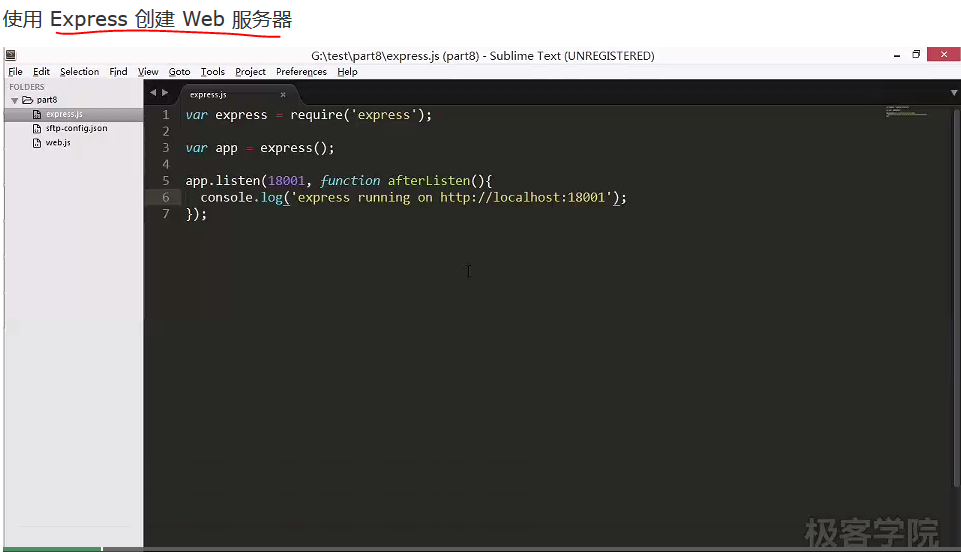 使用 Express 创建 Web 服务器
G:\test\part8\express.js (part8) - Sublime Text (UNREGISTERED)
File Edit Selection Find View Goto Tools Project Preferences Help
FOLDERS
part8
express.js
sftp-config.json
web.js
express.js
1 var express = require('express');
2
3 var app = express();
4
5 app.listen(18001, function afterListen(){
6 console.log('express running on http://localhost:18001');
7 });
极客学院